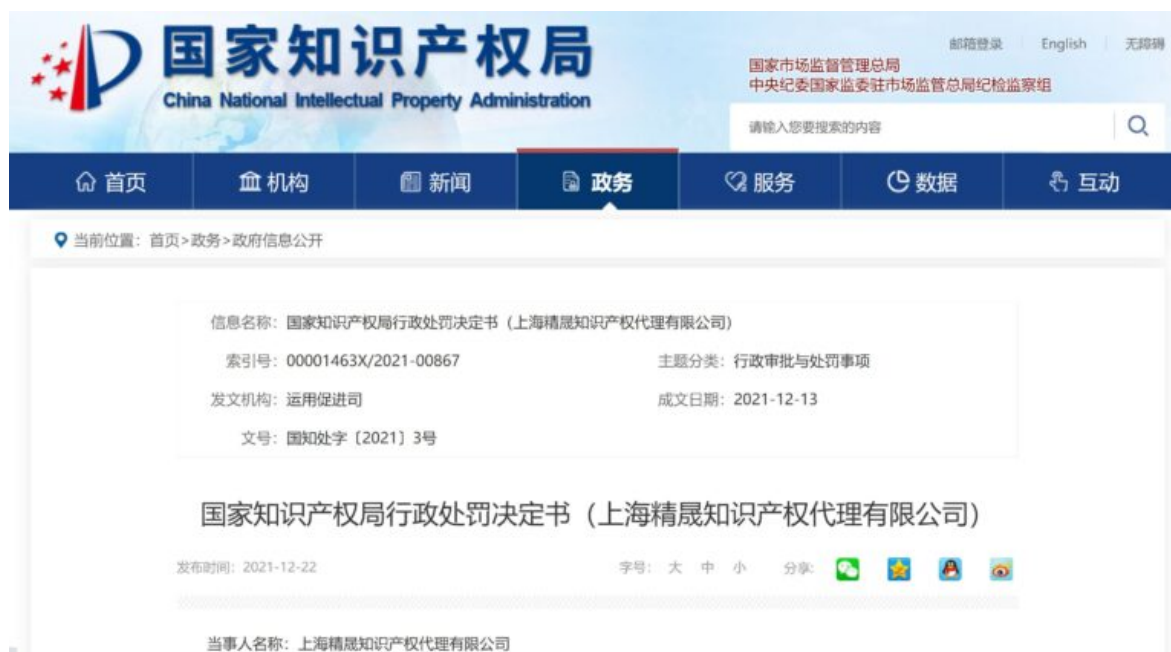 国家知识产权局
China National Intellectual Property Administration
邮箱登录 English 无障碍
国家市场监督管理总局
中央纪委国家监委驻市场监管总局纪检监察组
请输入您要搜索的内容
首页 机构 新闻 政务 服务 数据 互动
当前位置：首页>政务>政府信息公开
信息名称：国家知识产权局行政处罚决定书（上海精晟知识产权代理有限公司）
索引号：00001463X/2021-00867 主题分类：行政审批与处罚事项
发文机构：运用促进司 成文日期：2021-12-13
文号：国知处字〔2021〕3号
国家知识产权局行政处罚决定书（上海精晟知识产权代理有限公司）
发布时间：2021-12-22 字号：大 中 小 分享:
当事人名称：上海精晟知识产权代理有限公司